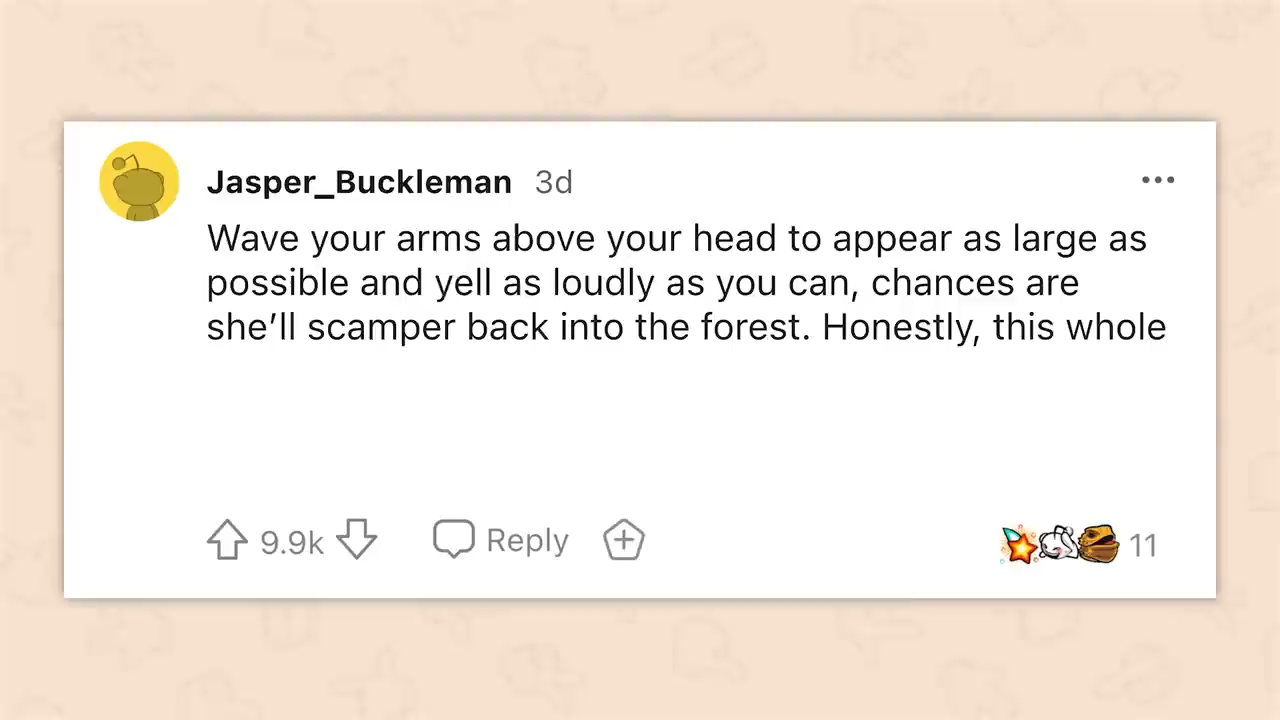 Jasper_Buckleman 3d
Wave your arms above your head to appear as large as
possible and yell as loudly as you can, chances are
she’ll scamper back into the forest. Honestly, this whole
9.9k Reply 11